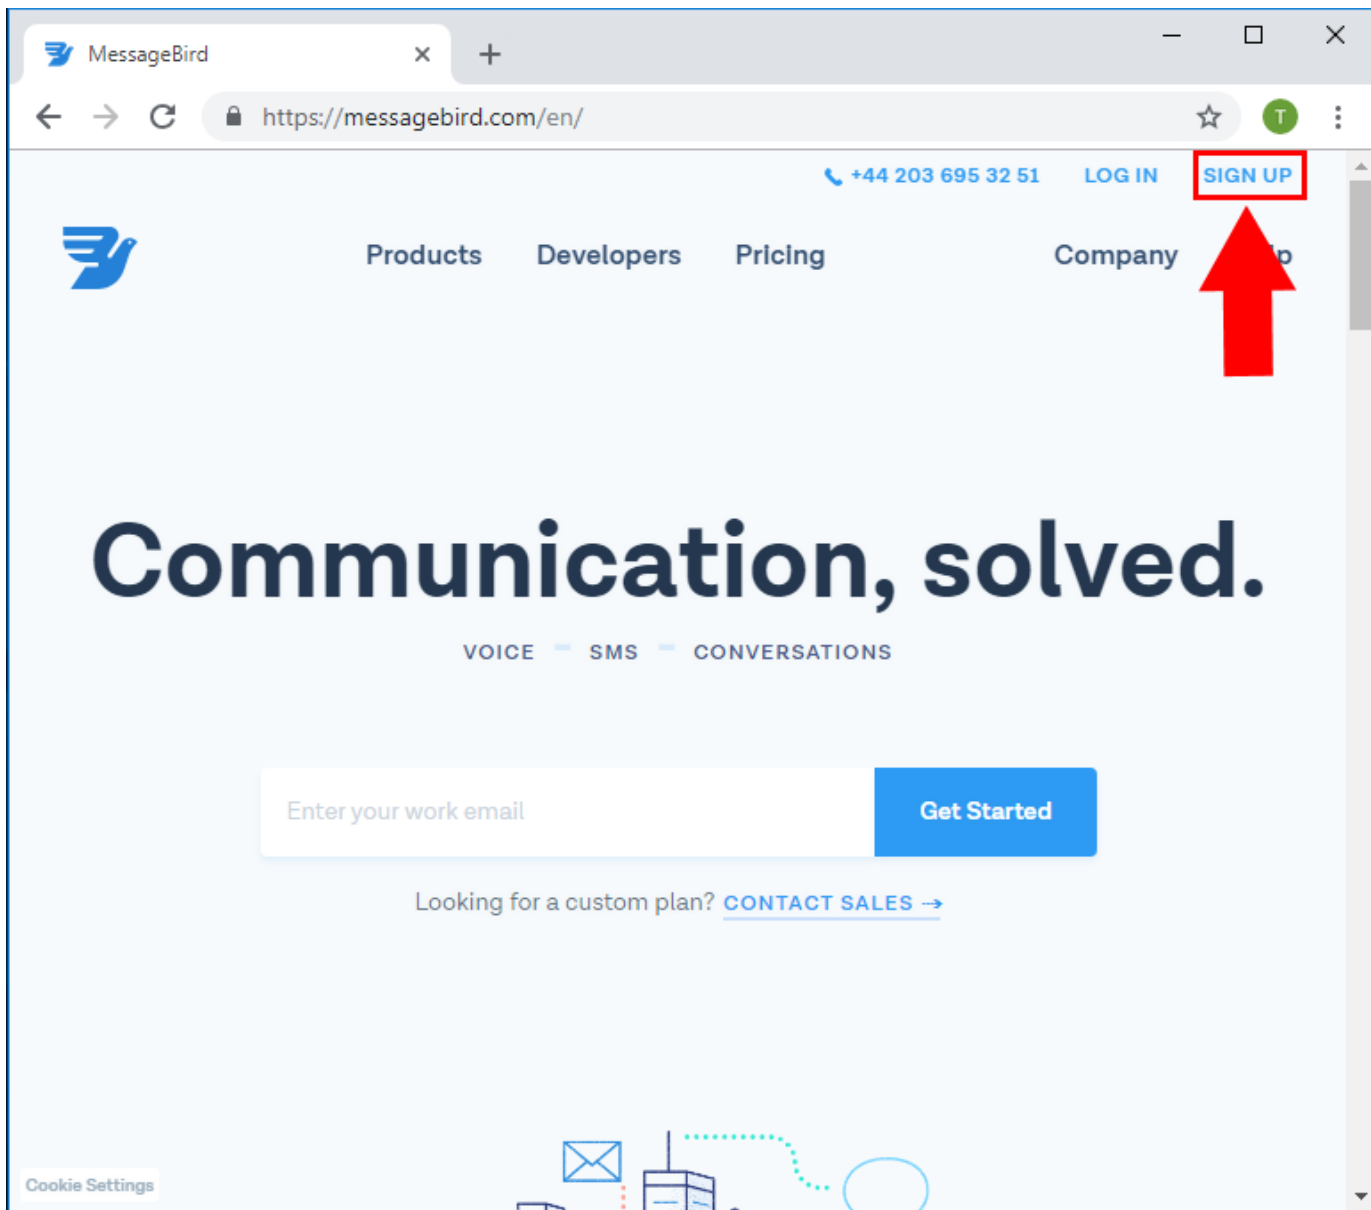 MessageBird
https://messagebird.com/en/
T
+44 203 695 32 51 LOG IN SIGN UP
Products Developers Pricing Company
Communication, solved.
VOICE - SMS - CONVERSATIONS
Enter your work email Get Started
Looking for a custom plan? CONTACT SALES →
Cookie Settings